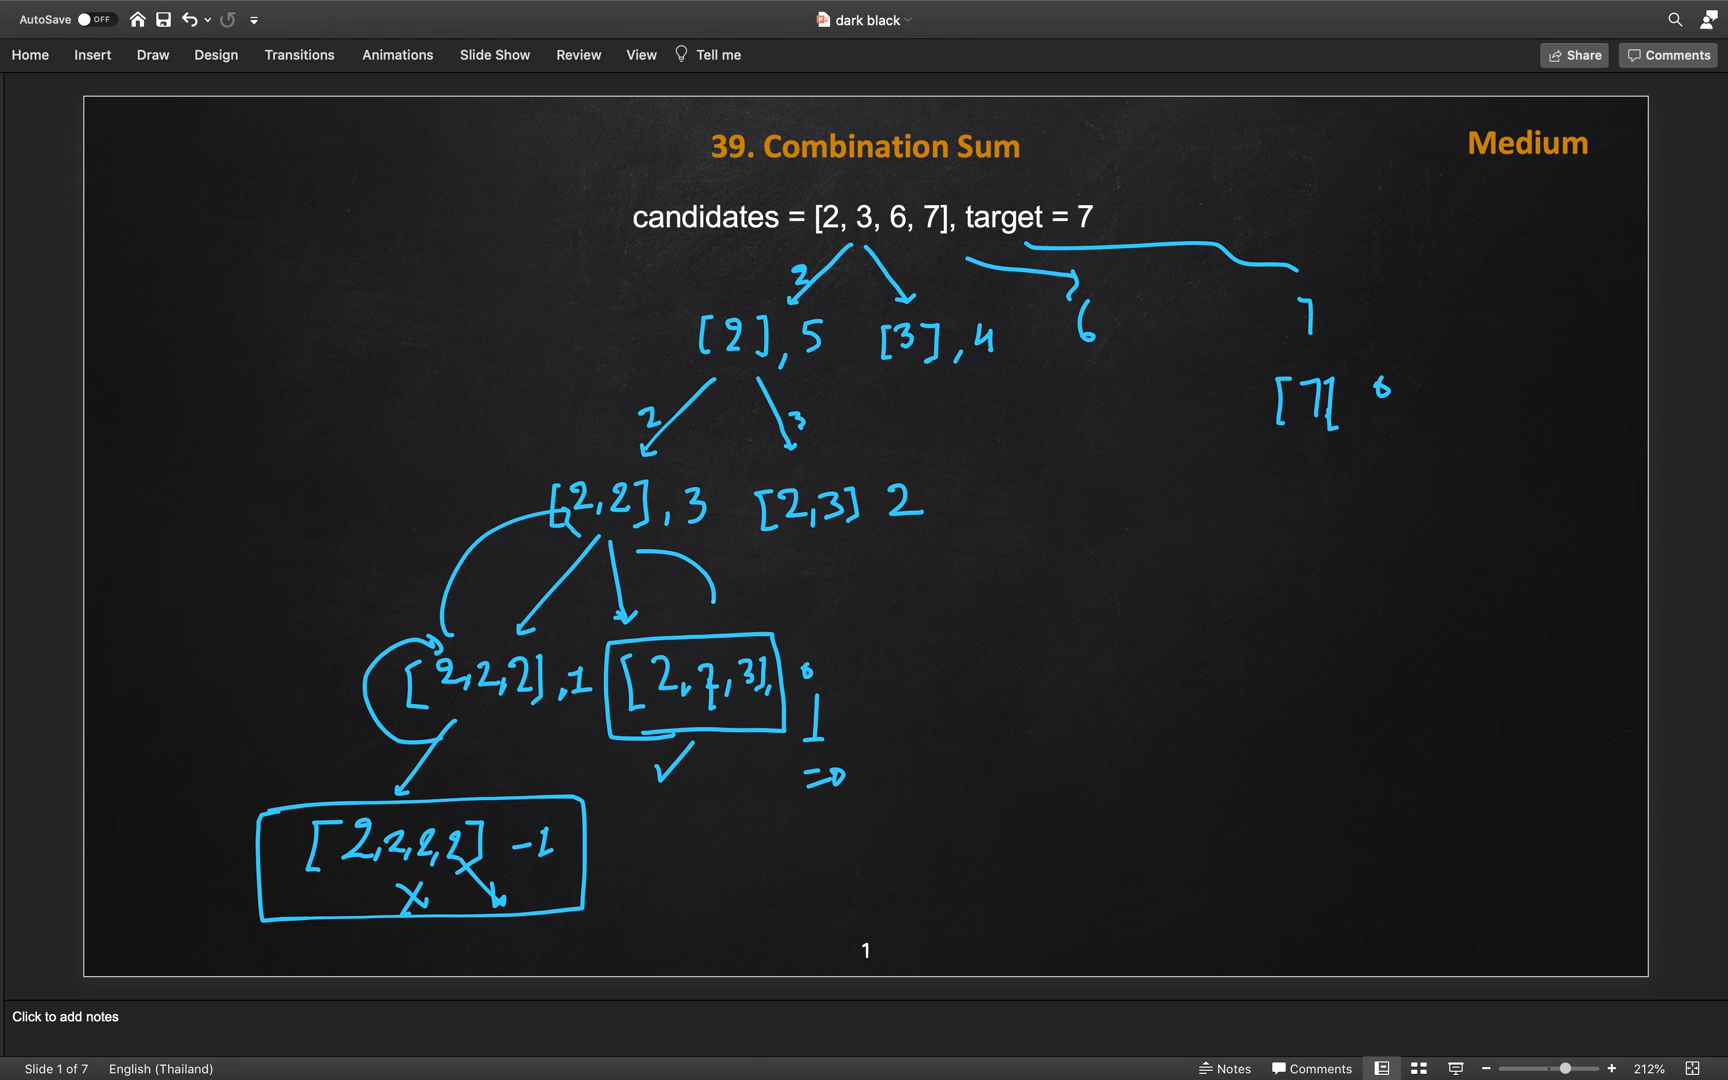 AutoSave OFF dark black
Home Insert Draw Design Transitions Animations Slide Show Review View Tell me Share Comments
39. Combination Sum Medium
candidates = [2, 3, 6, 7], target = 7
2
[2], 5 [3], 4 6 7
[7] 0
2 3
[2,2], 3 [2,3] 2
[2,2,2], 1 [2,2,3], 0
=0
[2,2,2,2] -1
X
1
Click to add notes
Slide 1 of 7 English (Thailand) Notes Comments 212%